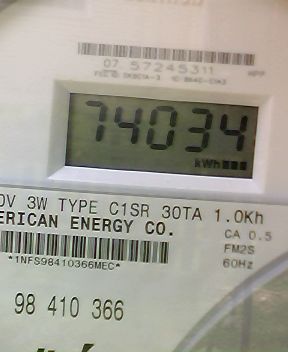 07 57245311
74034
kWh
0V 3W TYPE C1SR 30TA 1.0Kh
ERICAN ENERGY CO.
CA 0.5
FM2S
60Hz
*1NFS98410366MEC*
98 410 366